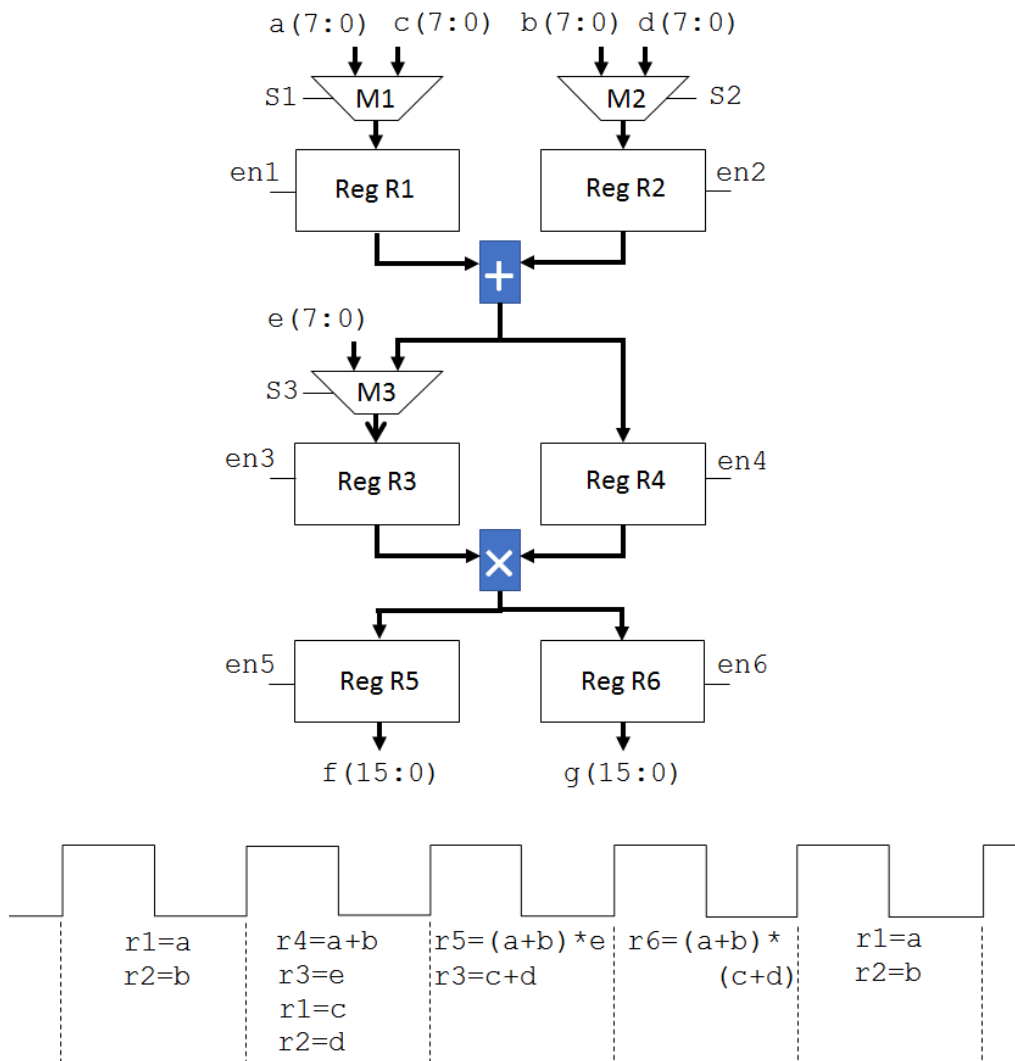 a(7:0) c(7:0) b(7:0) d(7:0)
S1 M1 M2 S2
en1 Reg R1 Reg R2 en2
+
e(7:0)
S3 M3
en3 Reg R3 Reg R4 en4
×
en5 Reg R5 Reg R6 en6
f(15:0) g(15:0)
r1=a r4=a+b r5=(a+b)*e r6=(a+b)* r1=a
r2=b r3=e r3=c+d (c+d) r2=b
r1=c
r2=d